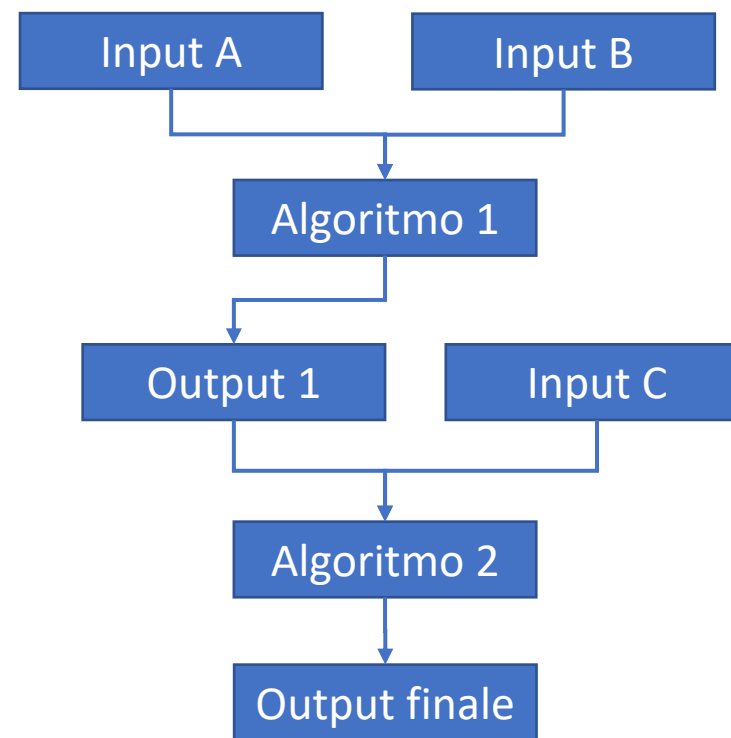 Input A
Input B
Algoritmo 1
Output 1
Input C
Algoritmo 2
Output finale